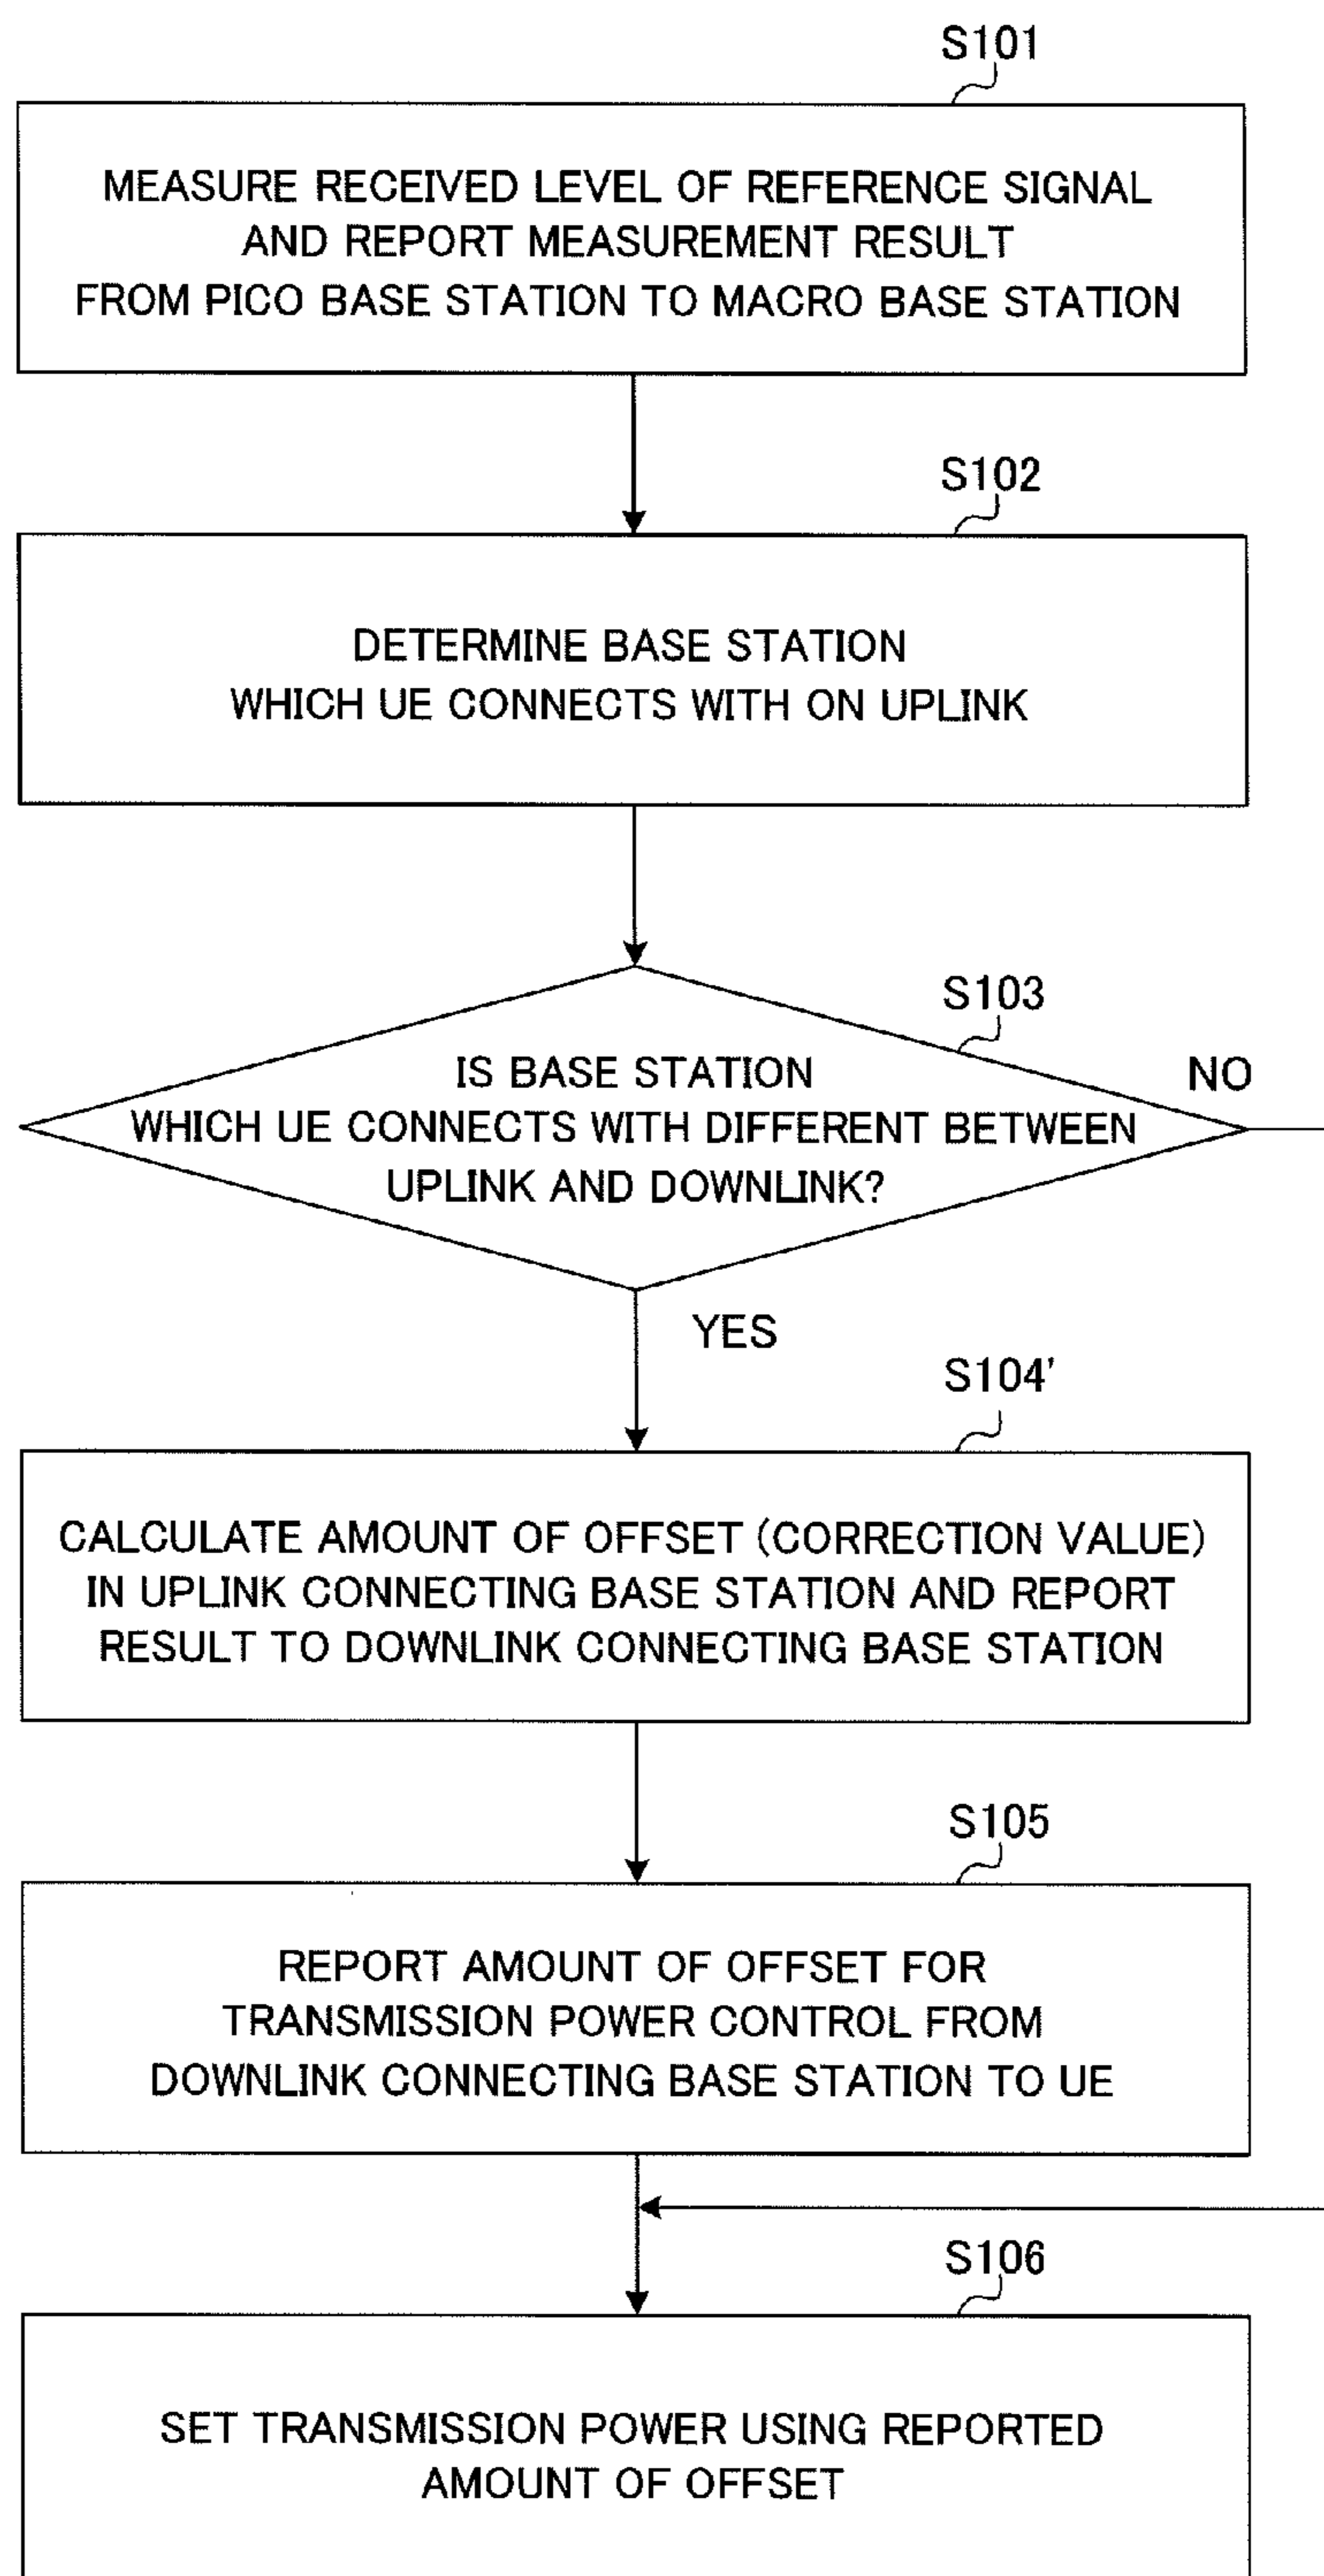 S101
MEASURE RECEIVED LEVEL OF REFERENCE SIGNAL
AND REPORT MEASUREMENT RESULT
FROM PICO BASE STATION TO MACRO BASE STATION
S102
DETERMINE BASE STATION
WHICH UE CONNECTS WITH ON UPLINK
S103
IS BASE STATION
WHICH UE CONNECTS WITH DIFFERENT BETWEEN
UPLINK AND DOWNLINK?
NO
YES
S104'
CALCULATE AMOUNT OF OFFSET (CORRECTION VALUE)
IN UPLINK CONNECTING BASE STATION AND REPORT
RESULT TO DOWNLINK CONNECTING BASE STATION
S105
REPORT AMOUNT OF OFFSET FOR
TRANSMISSION POWER CONTROL FROM
DOWNLINK CONNECTING BASE STATION TO UE
S106
SET TRANSMISSION POWER USING REPORTED
AMOUNT OF OFFSET